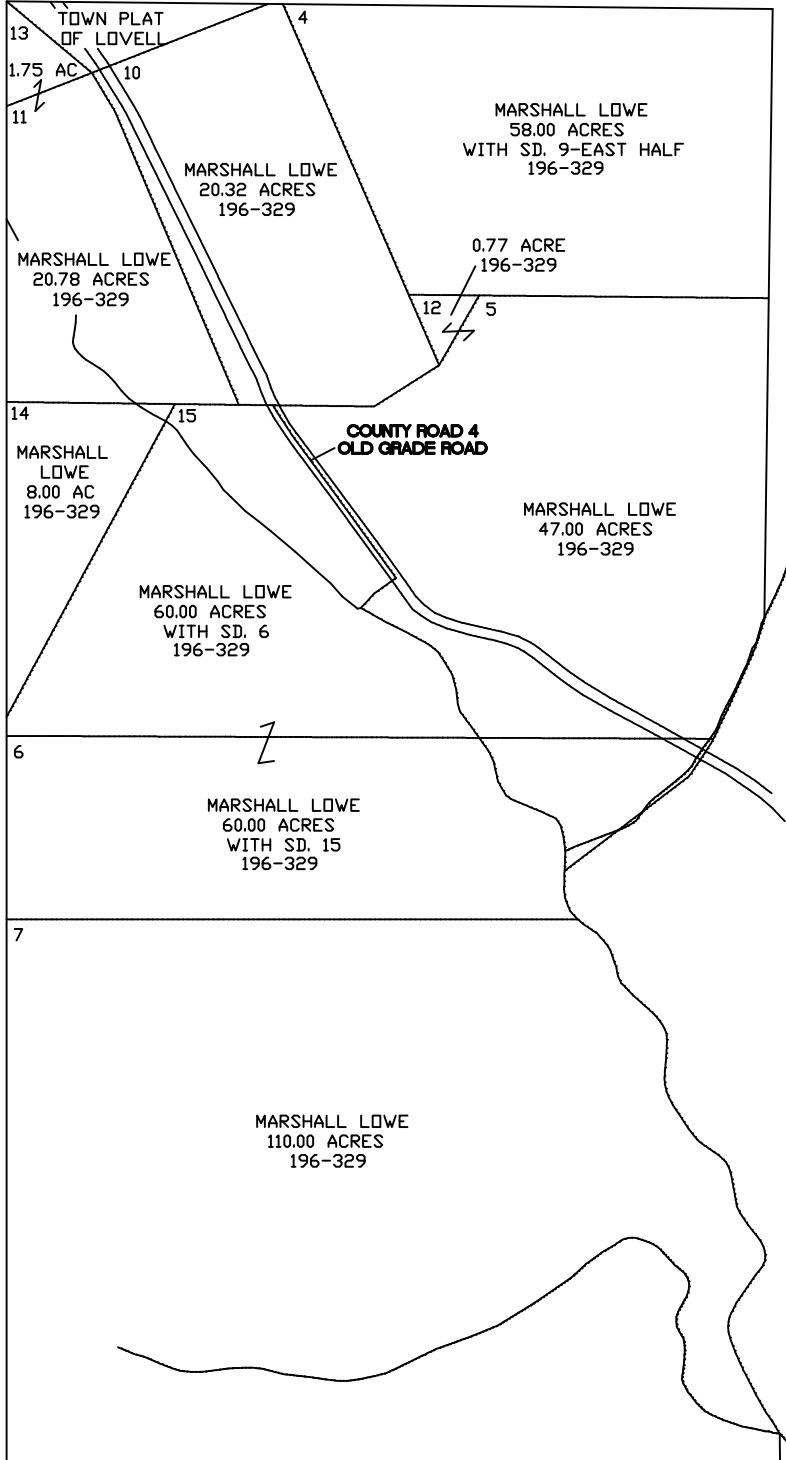 TOWN PLAT
OF LOVELL
13
4
1.75 AC
10
11
MARSHALL LOWE
58.00 ACRES
WITH SD. 9-EAST HALF
196-329
MARSHALL LOWE
20.32 ACRES
196-329
MARSHALL LOWE
20.78 ACRES
196-329
0.77 ACRE
196-329
12
5
14
15
COUNTY ROAD 4
OLD GRADE ROAD
MARSHALL
LOWE
8.00 AC
196-329
MARSHALL LOWE
47.00 ACRES
196-329
MARSHALL LOWE
60.00 ACRES
WITH SD. 6
196-329
6
MARSHALL LOWE
60.00 ACRES
WITH SD. 15
196-329
7
MARSHALL LOWE
110.00 ACRES
196-329